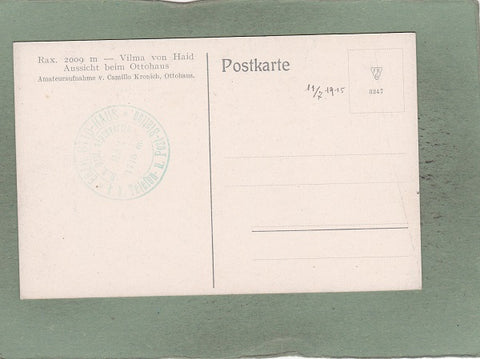 Rax. 2009 m — Vilma von Haid
Aussicht beim Ottohaus
Amateuraufnahme v. Camillo Kronich, Ottohaus.
Postkarte
8247
11/7 1915